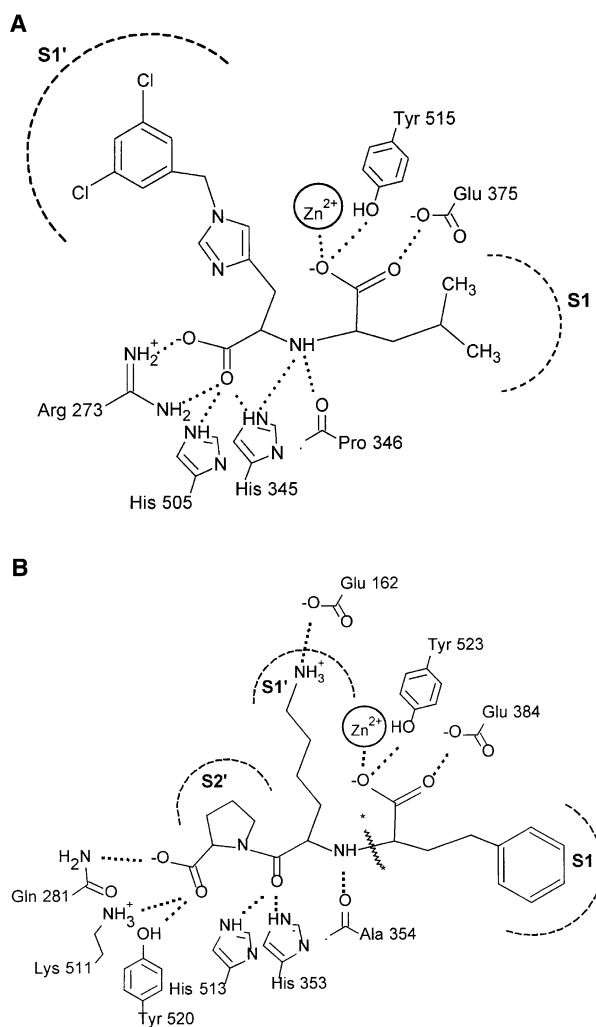 A
S1'
Cl
Cl
Tyr 515
Zn2+
HO
Glu 375
-O
O
N
N
-O
O
S1
CH3
CH3
-O
NH
O
NH2+
NH2
Arg 273
NH
N
His 505
HN
N
His 345
O
Pro 346
B
Glu 162
-O
O
NH3+
S1'
Tyr 523
Zn2+
HO
Glu 384
-O
O
S2'
-O
O
*
*
S1
N
NH
H2N
-O
O
O
Gln 281
O
NH3+
Lys 511
OH
Tyr 520
NH
N
His 513
HN
N
His 353
O
Ala 354